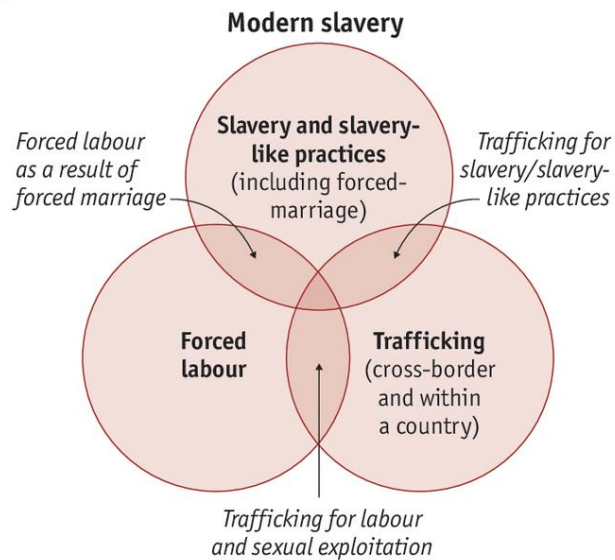 Modern slavery
Slavery and slavery-
like practices
(including forced-
marriage)
Forced labour
as a result of
forced marriage
Trafficking for
slavery/slavery-
like practices
Forced
labour
Trafficking
(cross-border
and within
a country)
Trafficking for labour
and sexual exploitation